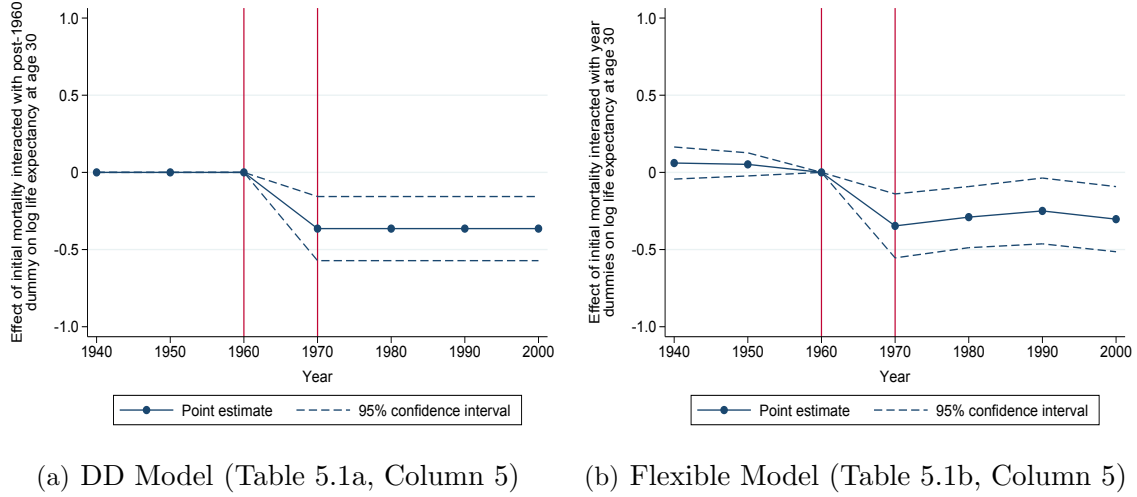 Effect of initial mortality interacted with post-1960
dummy on log life expectancy at age 30
1.0
0.5
0
-0.5
-1.0
1940 1950 1960 1970 1980 1990 2000
Year
Point estimate 95% confidence interval
(a) DD Model (Table 5.1a, Column 5)
Effect of initial mortality interacted with year
dummies on log life expectancy at age 30
1.0
0.5
0
-0.5
-1.0
1940 1950 1960 1970 1980 1990 2000
Year
Point estimate 95% confidence interval
(b) Flexible Model (Table 5.1b, Column 5)